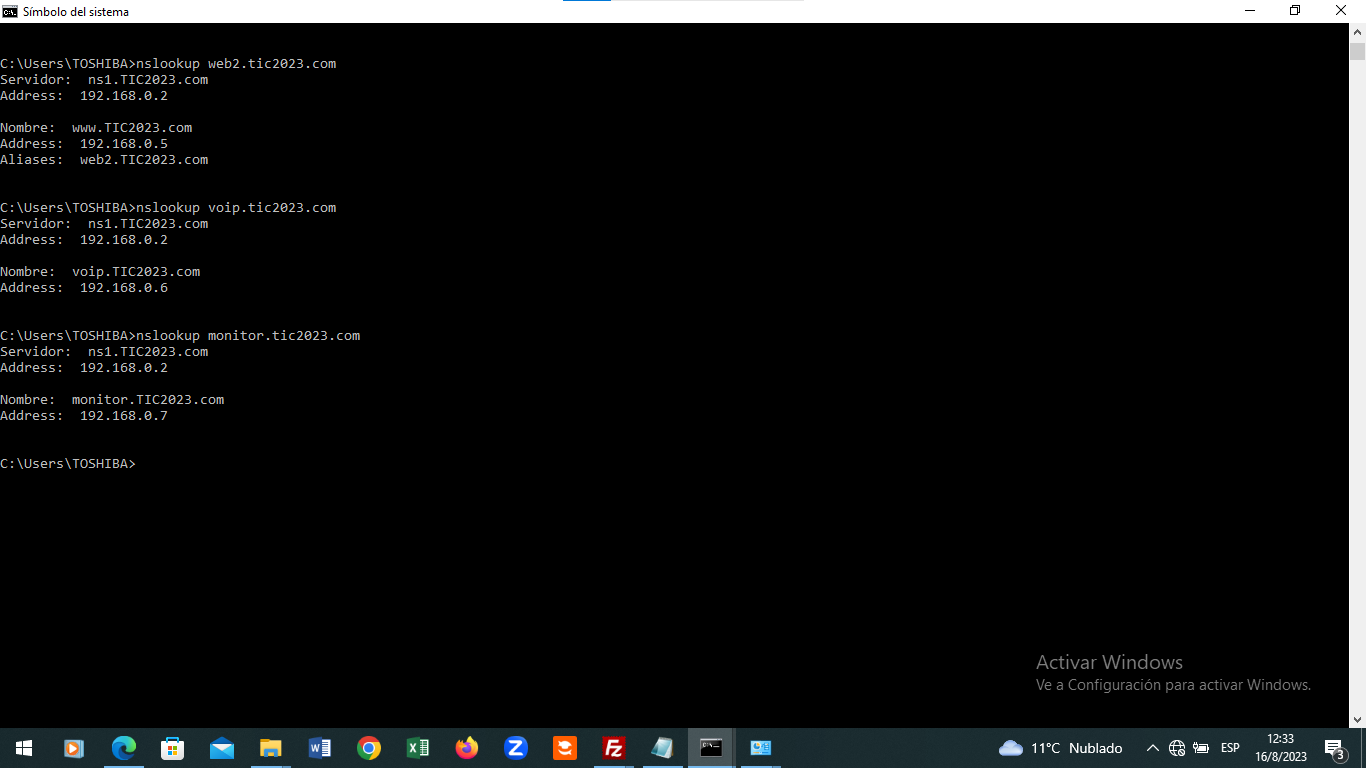 Símbolo del sistema
C:\Users\TOSHIBA>nslookup web2.tic2023.com
Servidor:  ns1.TIC2023.com
Address:  192.168.0.2
Nombre:  www.TIC2023.com
Address:  192.168.0.5
Aliases:  web2.TIC2023.com
C:\Users\TOSHIBA>nslookup voip.tic2023.com
Servidor:  ns1.TIC2023.com
Address:  192.168.0.2
Nombre:  voip.TIC2023.com
Address:  192.168.0.6
C:\Users\TOSHIBA>nslookup monitor.tic2023.com
Servidor:  ns1.TIC2023.com
Address:  192.168.0.2
Nombre:  monitor.TIC2023.com
Address:  192.168.0.7
C:\Users\TOSHIBA>
Activar Windows
Ve a Configuración para activar Windows.
11°C Nublado
ESP
12:33
16/8/2023
3